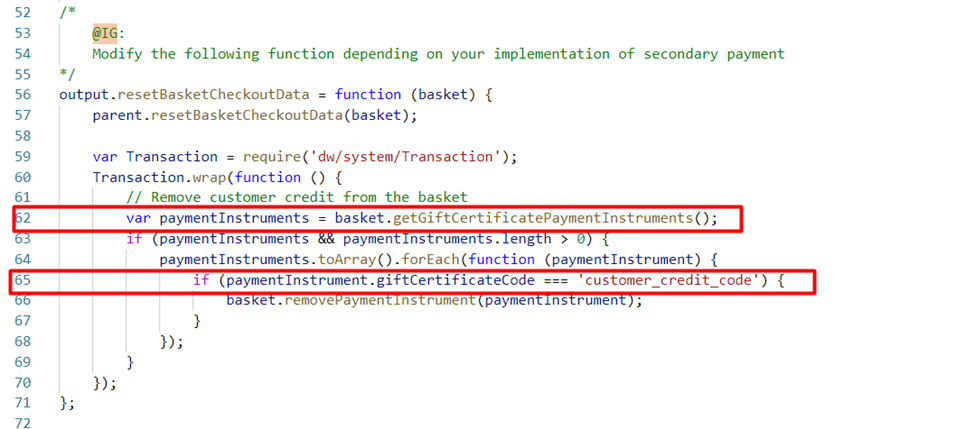 52 /*
53 @IG:
54 Modify the following function depending on your implementation of secondary payment
55 */
56 output.resetBasketCheckoutData = function (basket) {
57 parent.resetBasketCheckoutData(basket);
58
59 var Transaction = require('dw/system/Transaction');
60 Transaction.wrap(function () {
61 // Remove customer credit from the basket
62 var paymentInstruments = basket.getGiftCertificatePaymentInstruments();
63 if (paymentInstruments && paymentInstruments.length > 0) {
64 paymentInstruments.toArray().forEach(function (paymentInstrument) {
65 if (paymentInstrument.giftCertificateCode === 'customer_credit_code') {
66 basket.removePaymentInstrument(paymentInstrument);
67 }
68 });
69 }
70 });
71 };
72